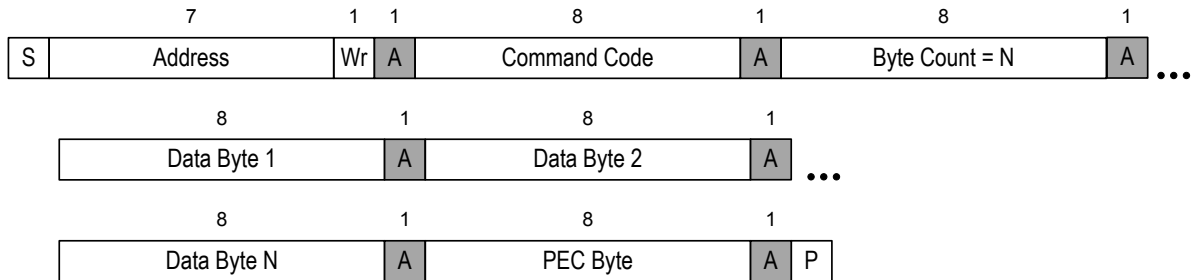 7 1 1 8 1 8 1
S Address Wr A Command Code A Byte Count = N A ...
8 1 8 1
Data Byte 1 A Data Byte 2 A ...
8 1 8 1
Data Byte N A PEC Byte A P